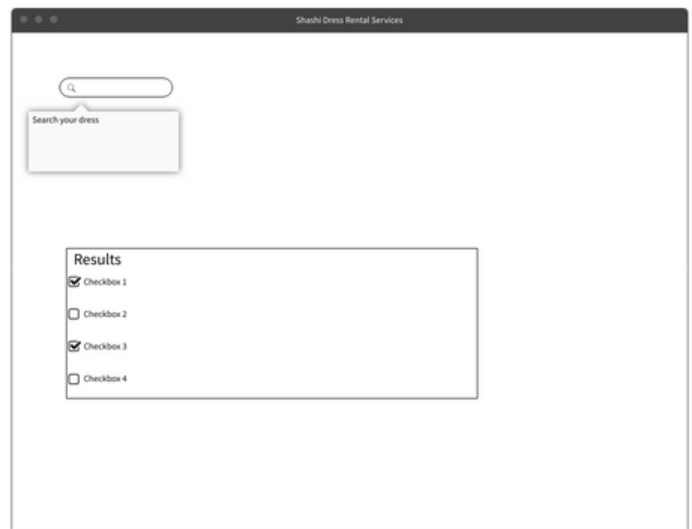 Shashi Dress Rental Services
Search your dress
Results
Checkbox 1
Checkbox 2
Checkbox 3
Checkbox 4